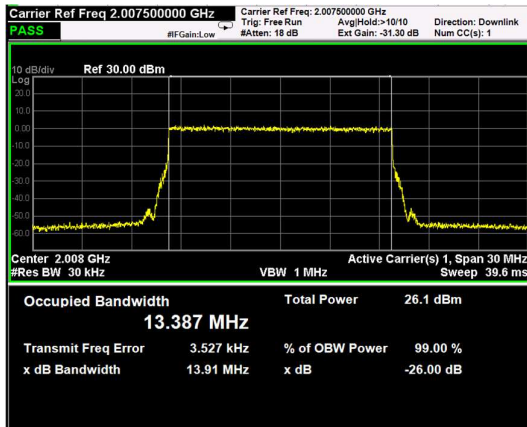 Carrier Ref Freq 2.007500000 GHz
PASS
#IFGain:Low
Carrier Ref Freq: 2.007500000 GHz
Trig: Free Run Avg|Hold:>10/10 Direction: Downlink
#Atten: 18 dB Ext Gain: -31.30 dB Num CC(s): 1
10 dB/div Ref 30.00 dBm
Log
20.0
10.0
0.00
-10.0
-20.0
-30.0
-40.0
-50.0
-60.0
Center 2.008 GHz Active Carrier(s) 1, Span 30 MHz
#Res BW 30 kHz VBW 1 MHz Sweep 39.6 ms
Occupied Bandwidth Total Power 26.1 dBm
13.387 MHz
Transmit Freq Error 3.527 kHz % of OBW Power 99.00 %
x dB Bandwidth 13.91 MHz x dB -26.00 dB